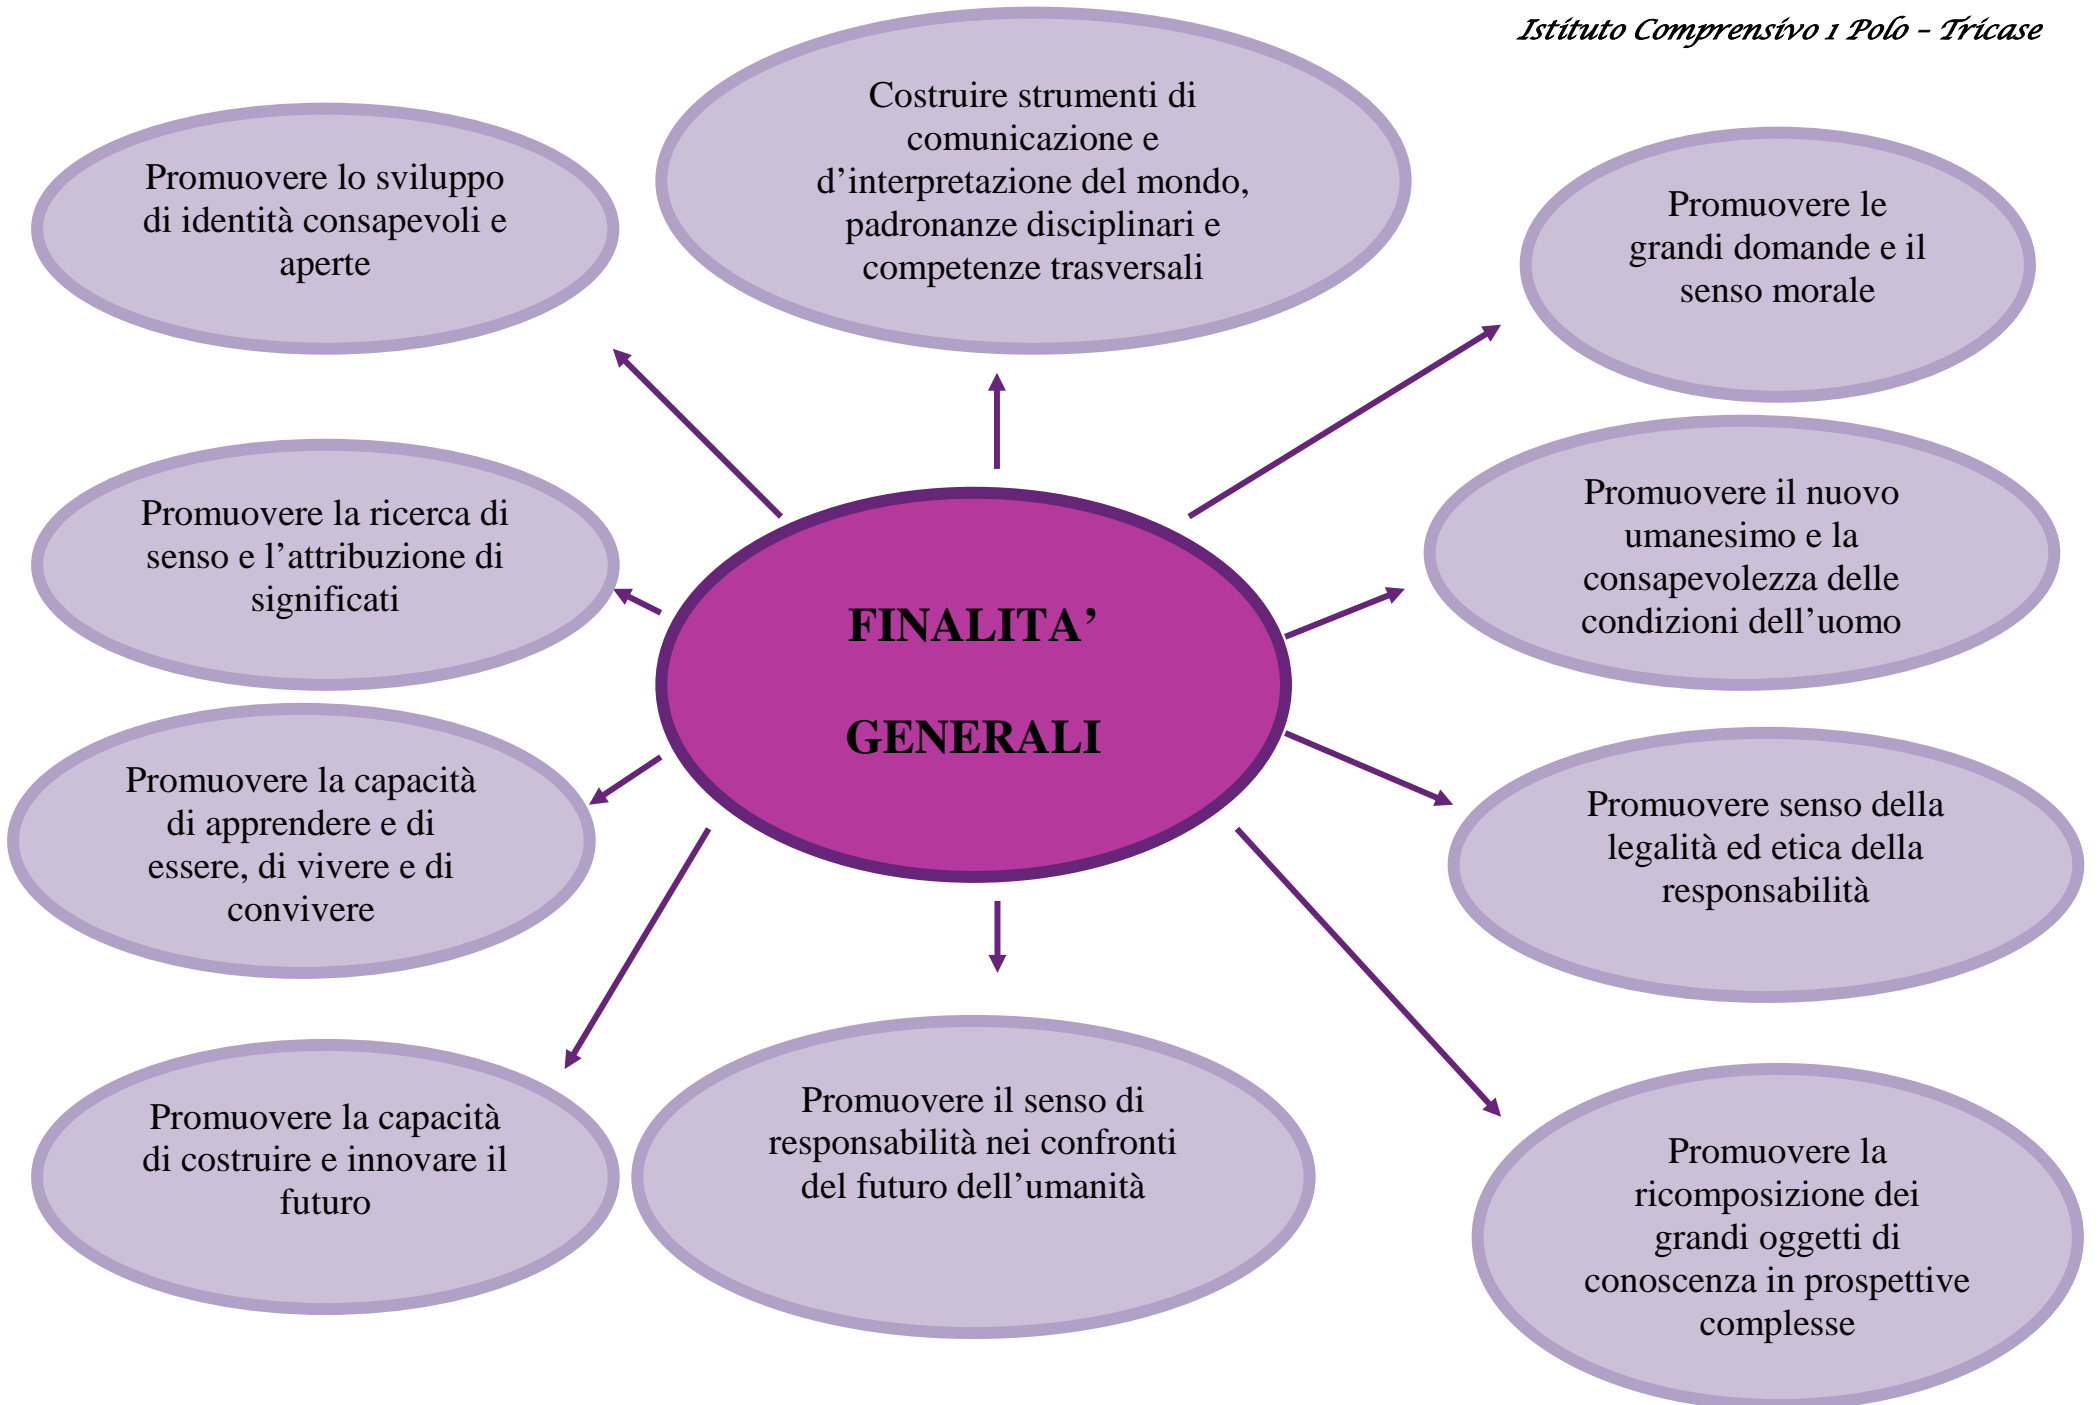 Istituto Comprensivo 1 Polo – Tricase
Costruire strumenti di
comunicazione e
d’interpretazione del mondo,
padronanze disciplinari e
competenze trasversali
Promuovere lo sviluppo
di identità consapevoli e
aperte
Promuovere le
grandi domande e il
senso morale
Promuovere la ricerca di
senso e l’attribuzione di
significati
Promuovere il nuovo
umanesimo e la
consapevolezza delle
condizioni dell’uomo
FINALITA’
GENERALI
Promuovere la capacità
di apprendere e di
essere, di vivere e di
convivere
Promuovere senso della
legalità ed etica della
responsabilità
Promuovere la capacità
di costruire e innovare il
futuro
Promuovere il senso di
responsabilità nei confronti
del futuro dell’umanità
Promuovere la
ricomposizione dei
grandi oggetti di
conoscenza in prospettive
complesse